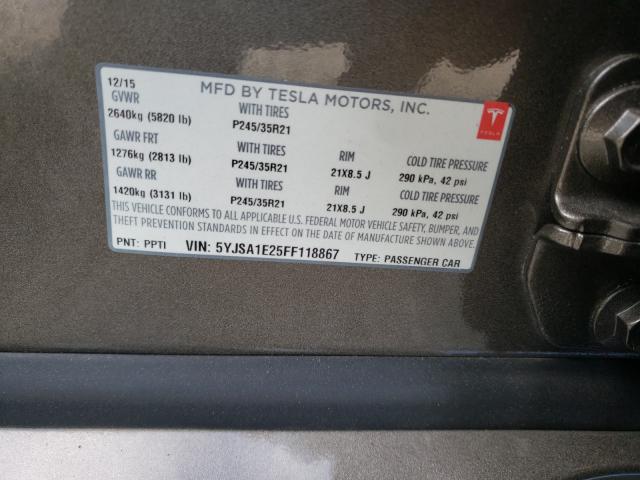 MFD BY TESLA MOTORS, INC.
12/15
GVWR
2640kg (5820 lb)
WITH TIRES
P245/35R21
GAWR FRT
1276kg (2813 lb)
WITH TIRES
P245/35R21
RIM
21X8.5 J
COLD TIRE PRESSURE
290 kPa, 42 psi
GAWR RR
1420kg (3131 lb)
WITH TIRES
P245/35R21
RIM
21X8.5 J
COLD TIRE PRESSURE
290 kPa, 42 psi
THIS VEHICLE CONFORMS TO ALL APPLICABLE U.S. FEDERAL MOTOR VEHICLE SAFETY, BUMPER, AND
THEFT PREVENTION STANDARDS IN EFFECT ON THE DATE OF MANUFACTURE SHOWN ABOVE.
PNT: PPTI VIN: 5YJSA1E25FF118867 TYPE: PASSENGER CAR
TESLA